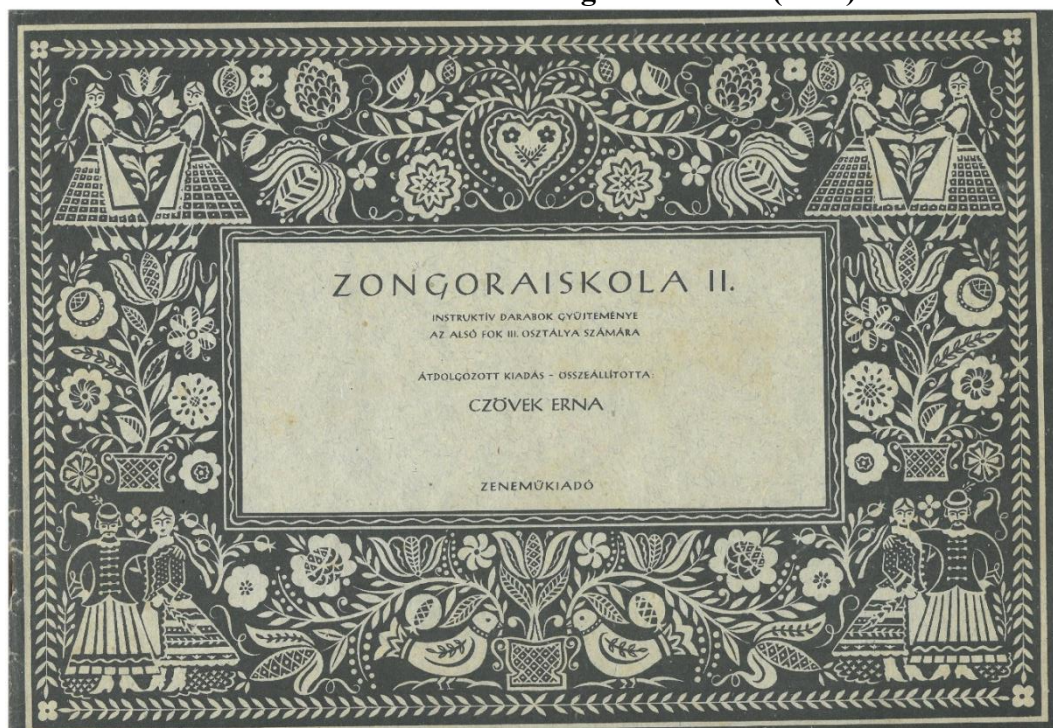 ZONGORAISKOLA II.
INSTRUKTÍV DARABOK GYŰJTEMÉNYE
AZ ALSÓ FOK III. OSZTÁLYA SZÁMÁRA
ÁTDOLGOZOTT KIADÁS - ÖSSZEÁLLÍTOTTA:
CZÖVEK ERNA
ZENEMŰKIADÓ